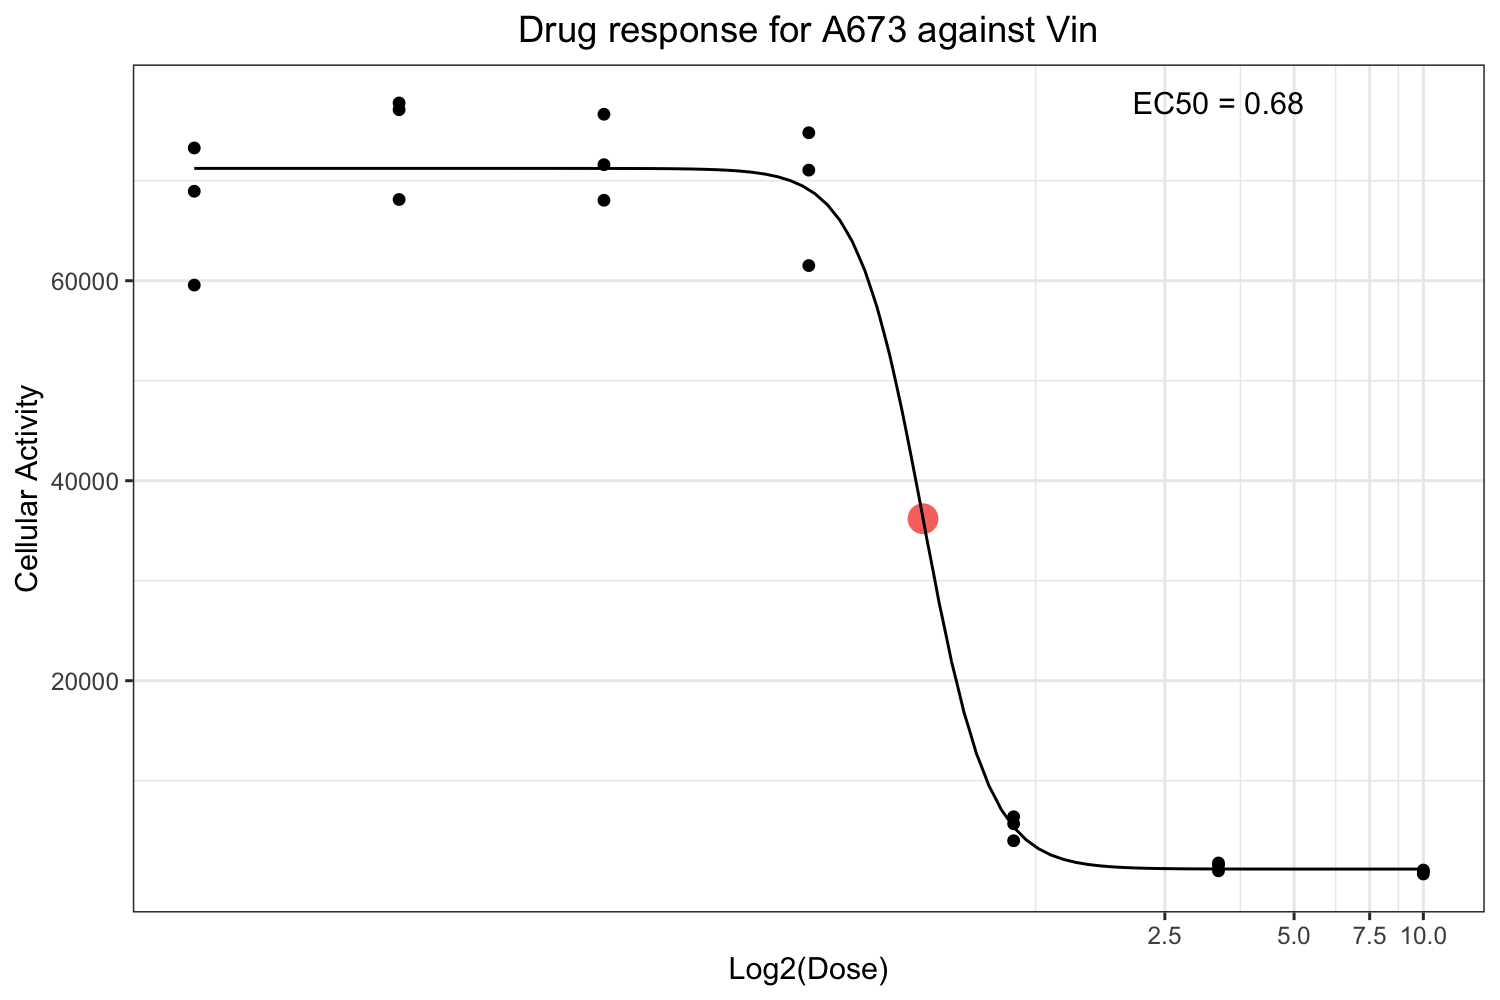 Drug response for A673 against Vin
EC50 = 0.68
60000
40000
20000
Cellular Activity
2.5 5.0 7.5 10.0
Log2(Dose)